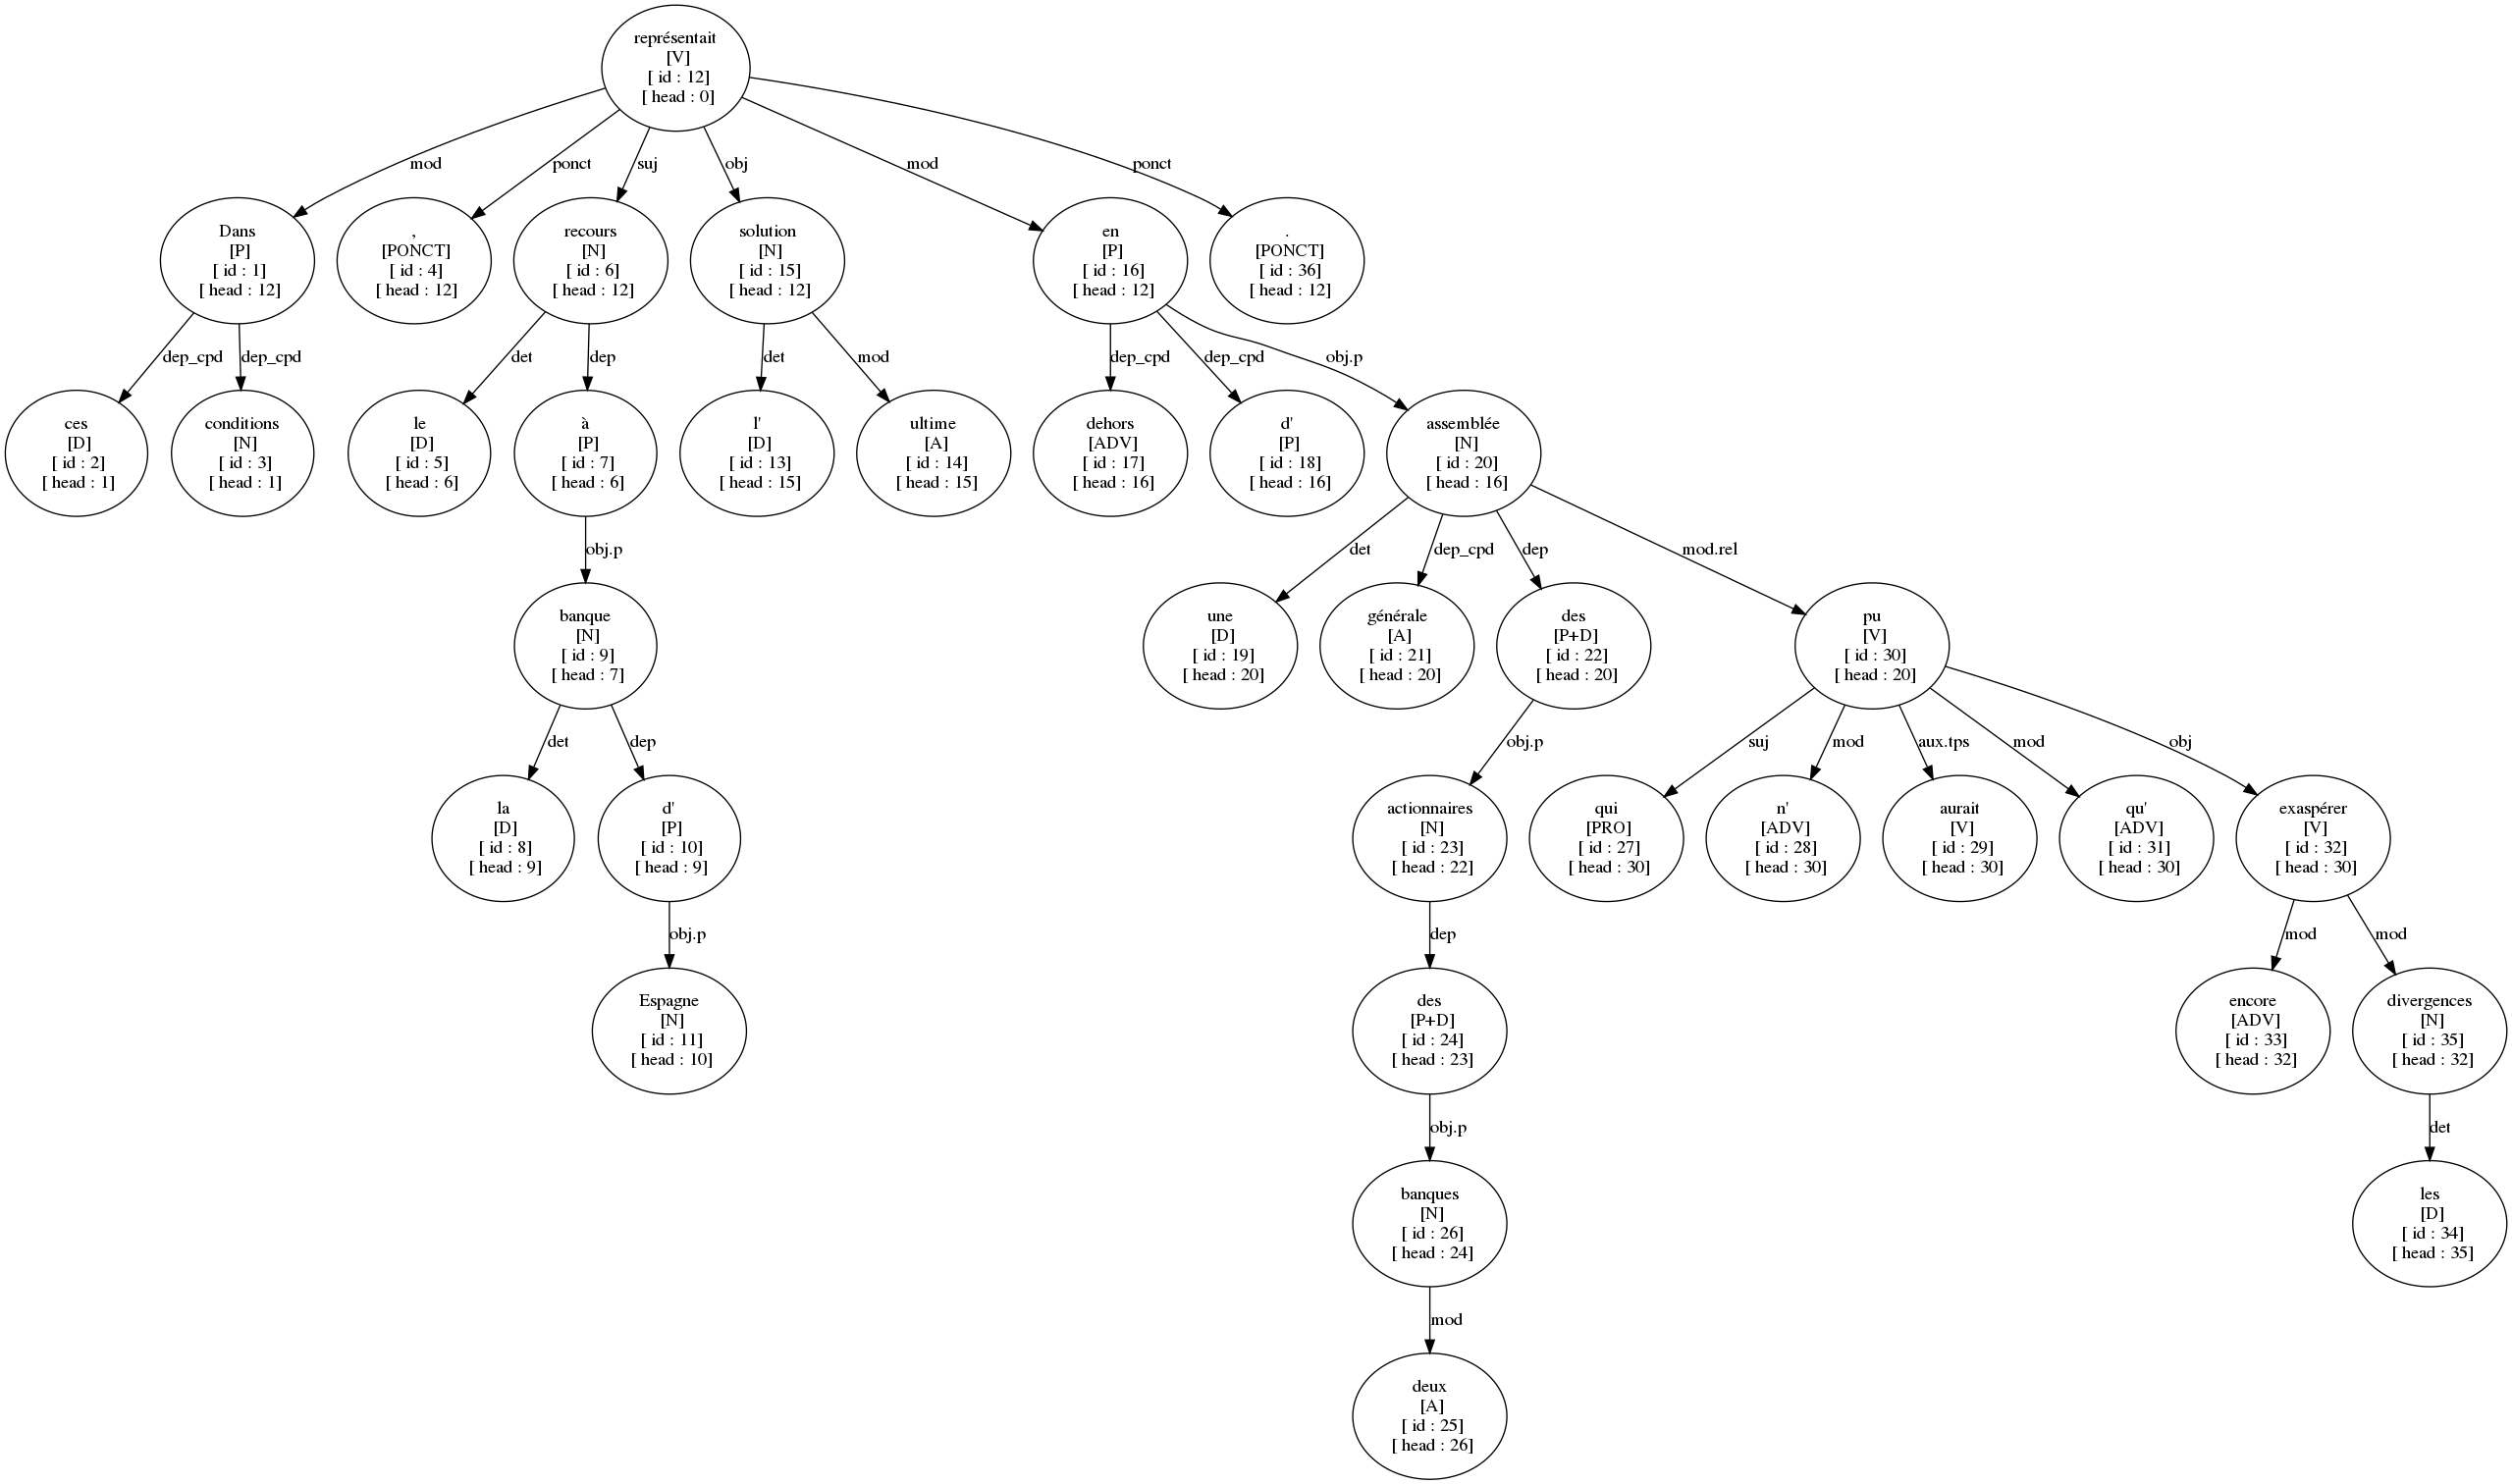 représentait
[V]
[ id : 12]
[ head : 0]
mod
ponct
suj
obj
mod
ponct
Dans
[P]
[ id : 1]
[ head : 12]
,
[PONCT]
[ id : 4]
[ head : 12]
recours
[N]
[ id : 6]
[ head : 12]
solution
[N]
[ id : 15]
[ head : 12]
en
[P]
[ id : 16]
[ head : 12]
.
[PONCT]
[ id : 36]
[ head : 12]
dep_cpd
dep_cpd
det
dep
det
mod
dep_cpd
dep_cpd
obj.p
ces
[D]
[ id : 2]
[ head : 1]
conditions
[N]
[ id : 3]
[ head : 1]
le
[D]
[ id : 5]
[ head : 6]
à
[P]
[ id : 7]
[ head : 6]
l'
[D]
[ id : 13]
[ head : 15]
ultime
[A]
[ id : 14]
[ head : 15]
dehors
[ADV]
[ id : 17]
[ head : 16]
d'
[P]
[ id : 18]
[ head : 16]
assemblée
[N]
[ id : 20]
[ head : 16]
obj.p
det
dep_cpd
dep
mod.rel
banque
[N]
[ id : 9]
[ head : 7]
une
[D]
[ id : 19]
[ head : 20]
générale
[A]
[ id : 21]
[ head : 20]
des
[P+D]
[ id : 22]
[ head : 20]
pu
[V]
[ id : 30]
[ head : 20]
det
dep
obj.p
suj
mod
aux.tps
mod
obj
la
[D]
[ id : 8]
[ head : 9]
d'
[P]
[ id : 10]
[ head : 9]
actionnaires
[N]
[ id : 23]
[ head : 22]
qui
[PRO]
[ id : 27]
[ head : 30]
n'
[ADV]
[ id : 28]
[ head : 30]
aurait
[V]
[ id : 29]
[ head : 30]
qu'
[ADV]
[ id : 31]
[ head : 30]
exaspérer
[V]
[ id : 32]
[ head : 30]
obj.p
dep
mod
mod
Espagne
[N]
[ id : 11]
[ head : 10]
des
[P+D]
[ id : 24]
[ head : 23]
encore
[ADV]
[ id : 33]
[ head : 32]
divergences
[N]
[ id : 35]
[ head : 32]
obj.p
det
banques
[N]
[ id : 26]
[ head : 24]
les
[D]
[ id : 34]
[ head : 35]
mod
deux
[A]
[ id : 25]
[ head : 26]